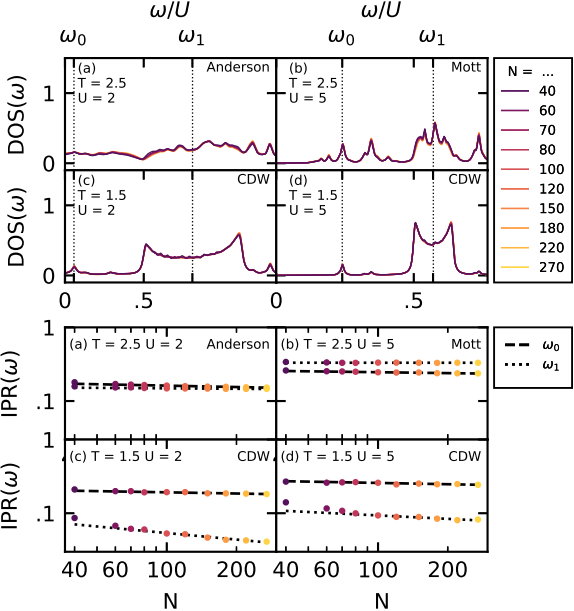 ω/U ω/U
ω0 ω1 ω0 ω1
DOS(ω)
1
0
(a) Anderson
T = 2.5
U = 2
(b) Mott
T = 2.5
U = 5
DOS(ω)
1
0
(c) CDW
T = 1.5
U = 2
(d) CDW
T = 1.5
U = 5
0 .5 0 .5
N = ...
40
60
70
80
100
120
150
180
220
270
IPR(ω)
1
.1
(a) T = 2.5 U = 2 Anderson
(b) T = 2.5 U = 5 Mott
ω0
ω1
IPR(ω)
1
.1
(c) T = 1.5 U = 2 CDW
(d) T = 1.5 U = 5 CDW
40 100 200 40 100 200
N N